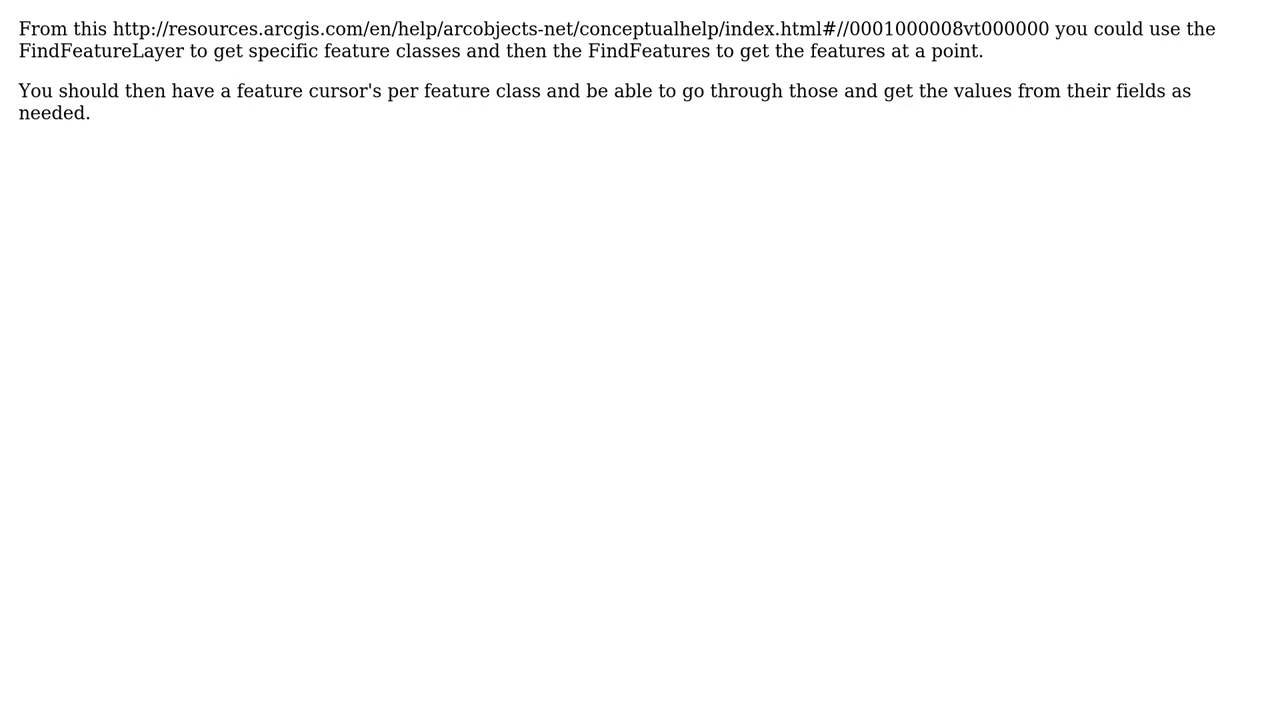 From this http://resources.arcgis.com/en/help/arcobjects-net/conceptualhelp/index.html#//0001000008vt000000 you could use the
FindFeatureLayer to get specific feature classes and then the FindFeatures to get the features at a point.
You should then have a feature cursor's per feature class and be able to go through those and get the values from their fields as
needed.